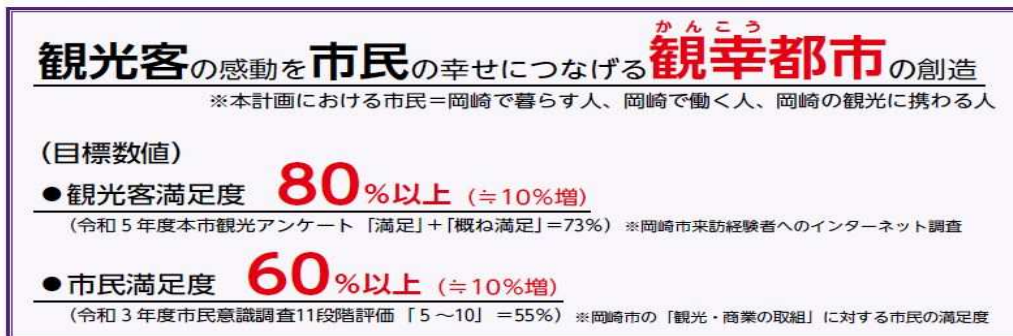 かんこう
観光客の感動を市民の幸せにつなげる観幸都市の創造
※本計画における市民＝岡崎で暮らす人、岡崎で働く人、岡崎の観光に携わる人
(目標数値)
●観光客満足度 80%以上 (≒10%増)
(令和5年度本市観光アンケート「満足」+「概ね満足」=73%) ※岡崎市来訪経験者へのインターネット調査
●市民満足度 60%以上 (≒10%増)
(令和3年度市民意識調査11段階評価「5～10」=55%) ※岡崎市の「観光・商業の取組」に対する市民の満足度